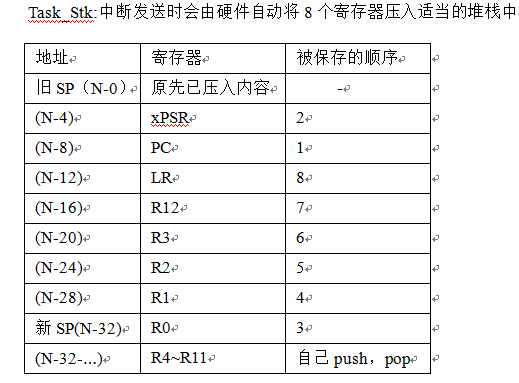 Task_Stk:中断发送时会由硬件自动将 8 个寄存器压入适当的堆栈中
地址 寄存器 被保存的顺序
旧 SP（N-0） 原先已压入内容 -
(N-4) xPSR 2
(N-8) PC 1
(N-12) LR 8
(N-16) R12 7
(N-20) R3 6
(N-24) R2 5
(N-28) R1 4
新 SP(N-32) R0 3
(N-32-...) R4~R11 自己 push，pop